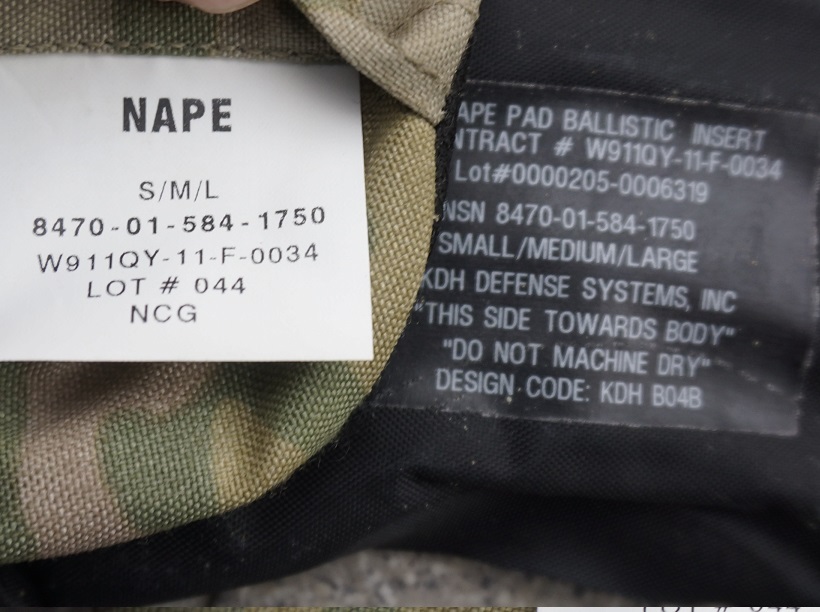 NAPE
S/M/L
8470-01-584-1750
W911QY-11-F-0034
LOT # 044
NCG
APE PAD BALLISTIC INSERT
NTRACT # W911QY-11-F-0034
Lot#0000205-0006319
NSN 8470-01-584-1750
SMALL/MEDIUM/LARGE
KDH DEFENSE SYSTEMS, INC
"THIS SIDE TOWARDS BODY"
"DO NOT MACHINE DRY"
DESIGN CODE: KDH B04B
LOT # 044